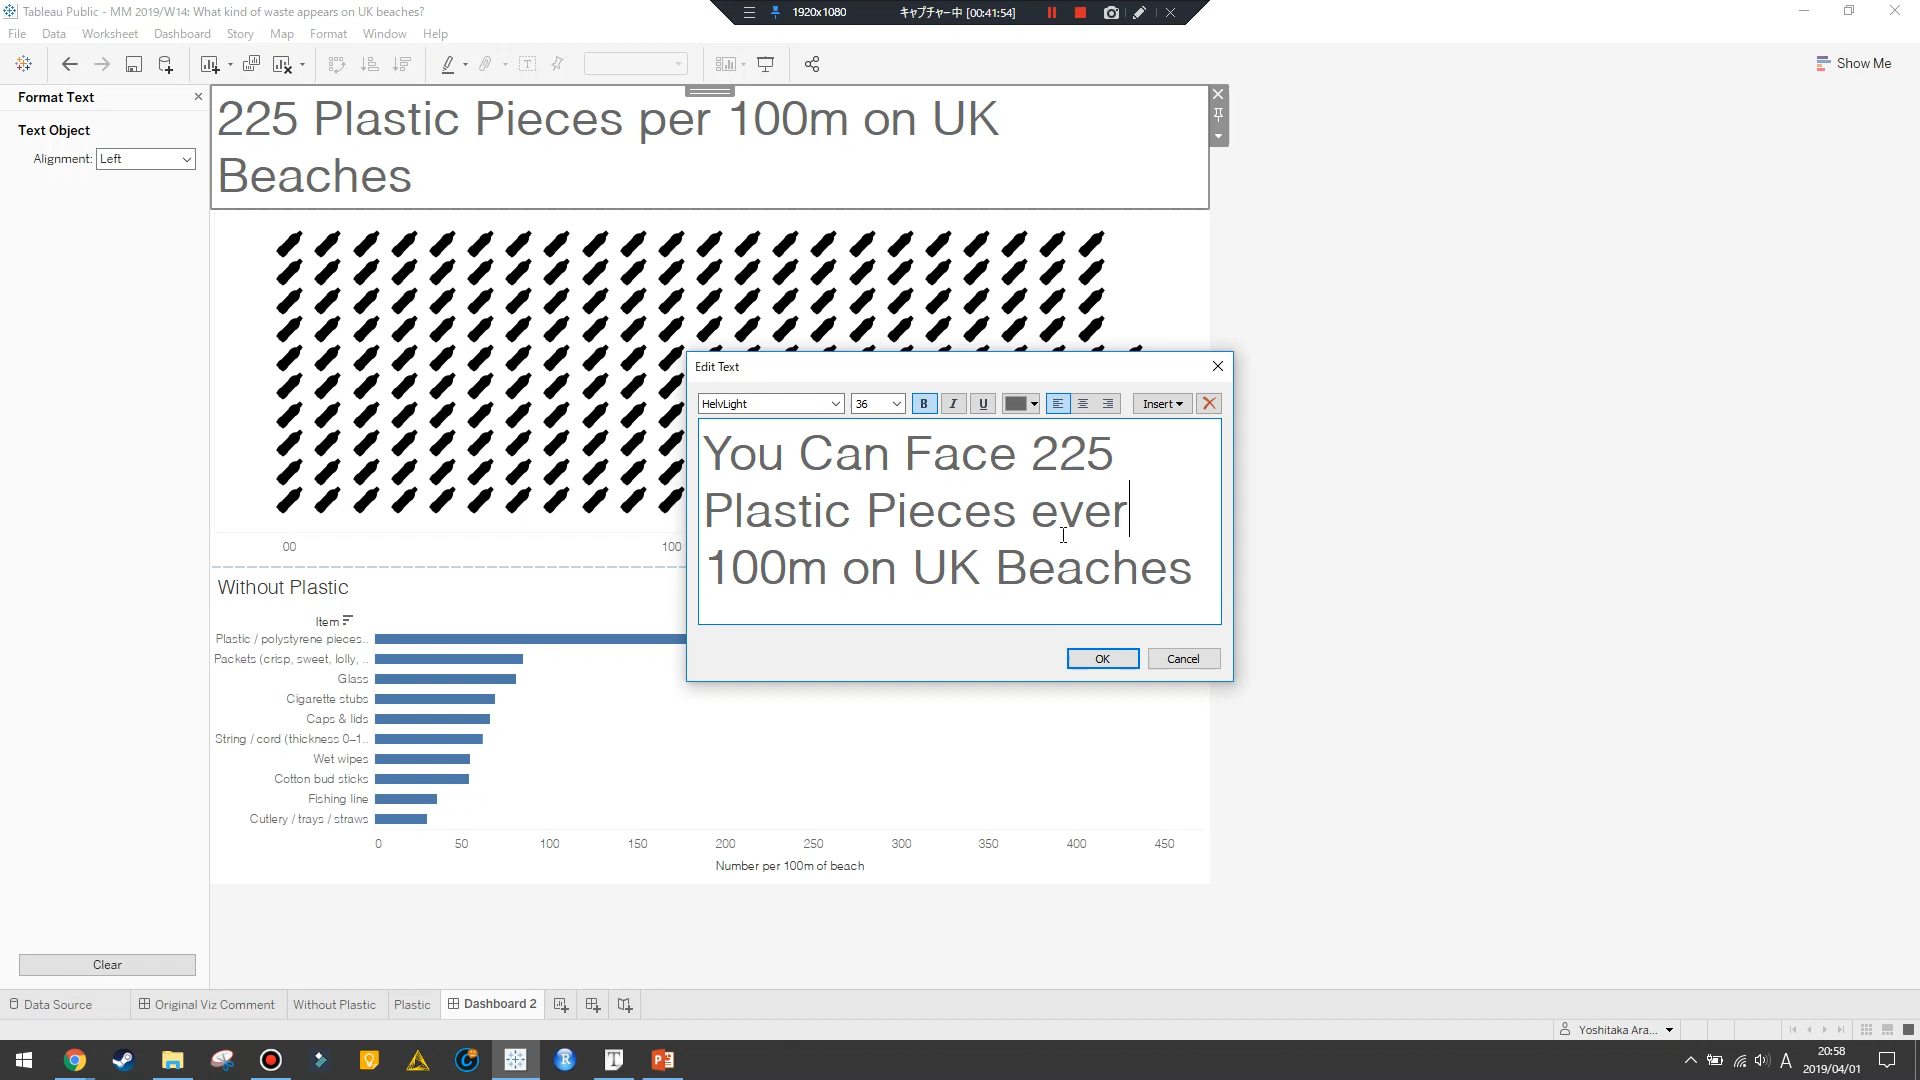 Tableau Public - MM 2019/W14: What kind of waste appears on UK beaches?
1920x1080
キャプチャー中 [00:41:54]
File Data Worksheet Dashboard Story Map Format Window Help
Show Me
Format Text
Text Object
Alignment: Left
225 Plastic Pieces per 100m on UK
Beaches
Edit Text
HelvLight 36 B I U Insert
You Can Face 225
Plastic Pieces ever
100m on UK Beaches
OK Cancel
00 100
Without Plastic
Item
Plastic / polystyrene pieces..
Packets (crisp, sweet, lolly, ..
Glass
Cigarette stubs
Caps & lids
String / cord (thickness 0-1..
Wet wipes
Cotton bud sticks
Fishing line
Cutlery / trays / straws
0 50 100 150 200 250 300 350 400 450
Number per 100m of beach
Clear
Data Source Original Viz Comment Without Plastic Plastic Dashboard 2
Yoshitaka Ara...
A
20:58
2019/04/01